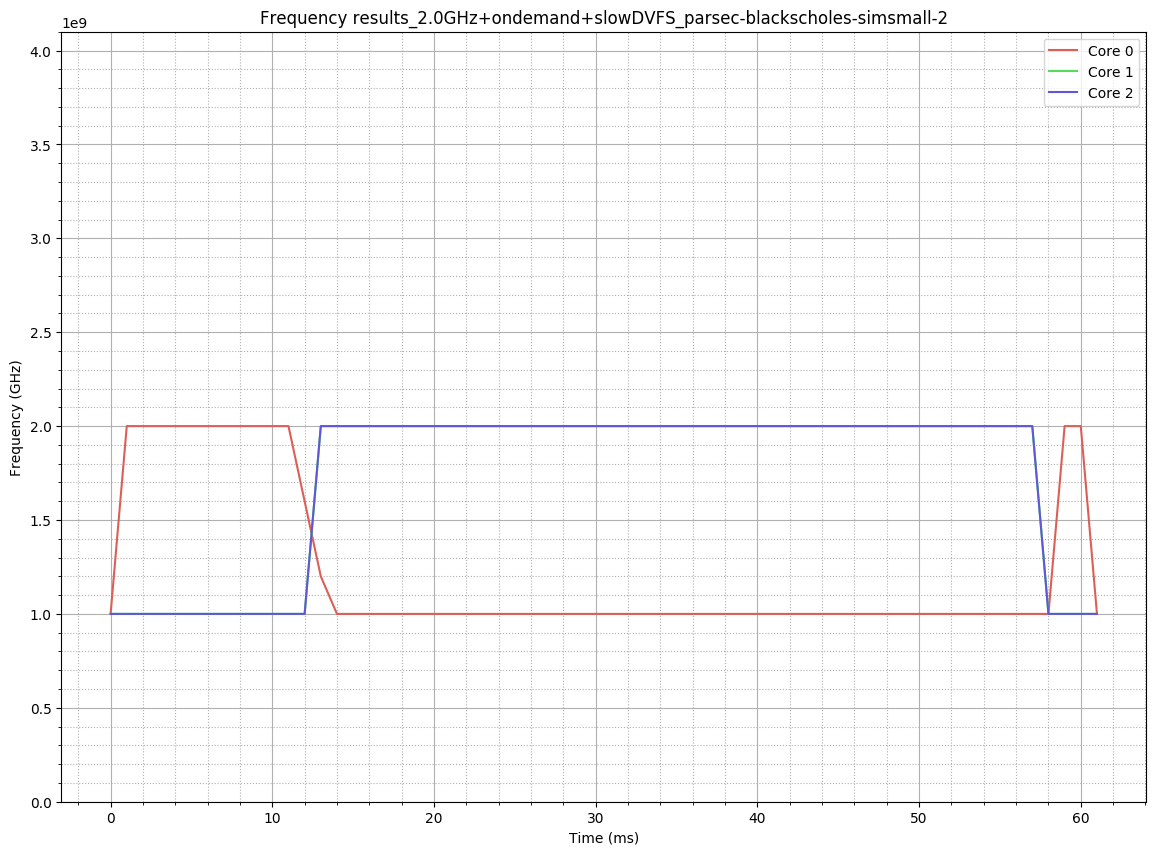 Frequency results_2.0GHz+ondemand+slowDVFS_parsec-blackscholes-simsmall-2
1e9
4.0
3.5
3.0
2.5
2.0
1.5
1.0
0.5
0.0
Frequency (GHz)
Core 0
Core 1
Core 2
0 10 20 30 40 50 60
Time (ms)